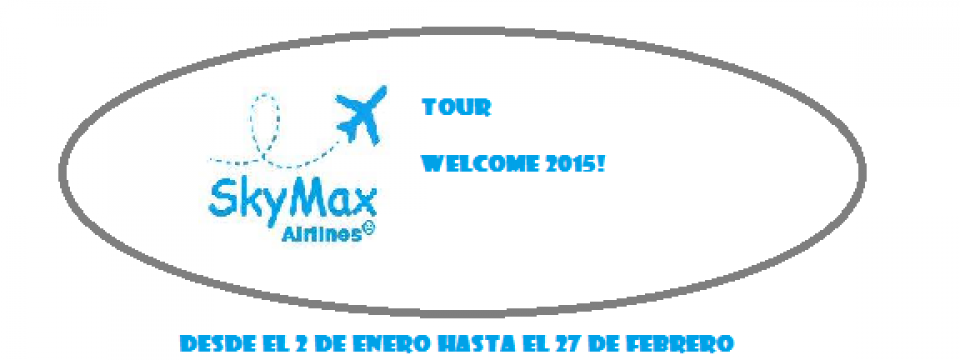 TOUR
WELCOME 2015!
SkyMax
Airlines®
DESDE EL 2 DE ENERO HASTA EL 27 DE FEBRERO